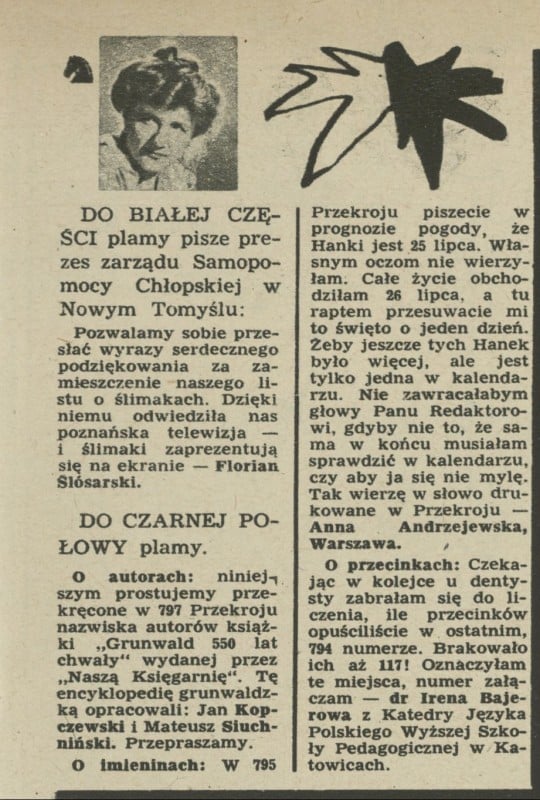 DO BIAŁEJ CZĘ-
ŚCI plamy pisze pre-
zes zarządu Samopo-
mocy Chłopskiej w
Nowym Tomyślu:
Pozwalamy sobie prze-
słać wyrazy serdecznego
podziękowania za za-
mieszczenie naszego li-
stu o ślimakach. Dzięki
niemu odwiedziła nas
poznańska telewizja —
i ślimaki zaprezentują
się na ekranie — Florian
Ślósarski.
DO CZARNEJ PO-
ŁOWY plamy.
O autorach: niniej-
szym prostujemy prze-
kręcone w 797 Przekroju
nazwiska autorów książ-
ki „Grunwald 550 lat
chwały" wydanej przez
„Naszą Księgarnię". Tę
encyklopedię grunwaldz-
ką opracowali: Jan Kop-
czewski i Mateusz Siuch-
niński. Przepraszamy.
O imieninach: W 795
Przekroju piszecie w
prognozie pogody, że
Hanki jest 25 lipca. Wła-
snym oczom nie wierzy-
łam. Całe życie obcho-
dziłam 26 lipca, a tu
raptem przesuwacie mi
to święto o jeden dzień.
Żeby jeszcze tych Hanek
było więcej, ale jest
tylko jedna w kalenda-
rzu. Nie zawracałabym
głowy Panu Redaktoro-
wi, gdyby nie to, że sa-
ma w końcu musiałam
sprawdzić w kalendarzu,
czy aby ja się nie mylę.
Tak wierzę w słowo dru-
kowane w Przekroju —
Anna Andrzejewska,
Warszawa.
O przecinkach: Czeka-
jąc w kolejce u denty-
sty zabrałam się do li-
czenia, ile przecinków
opuściliście w ostatnim,
794 numerze. Brakowało
ich aż 117! Oznaczyłam
te miejsca, numer załą-
czam — dr Irena Baje-
rowa z Katedry Języka
Polskiego Wyższej Szko-
ły Pedagogicznej w Ka-
towicach.